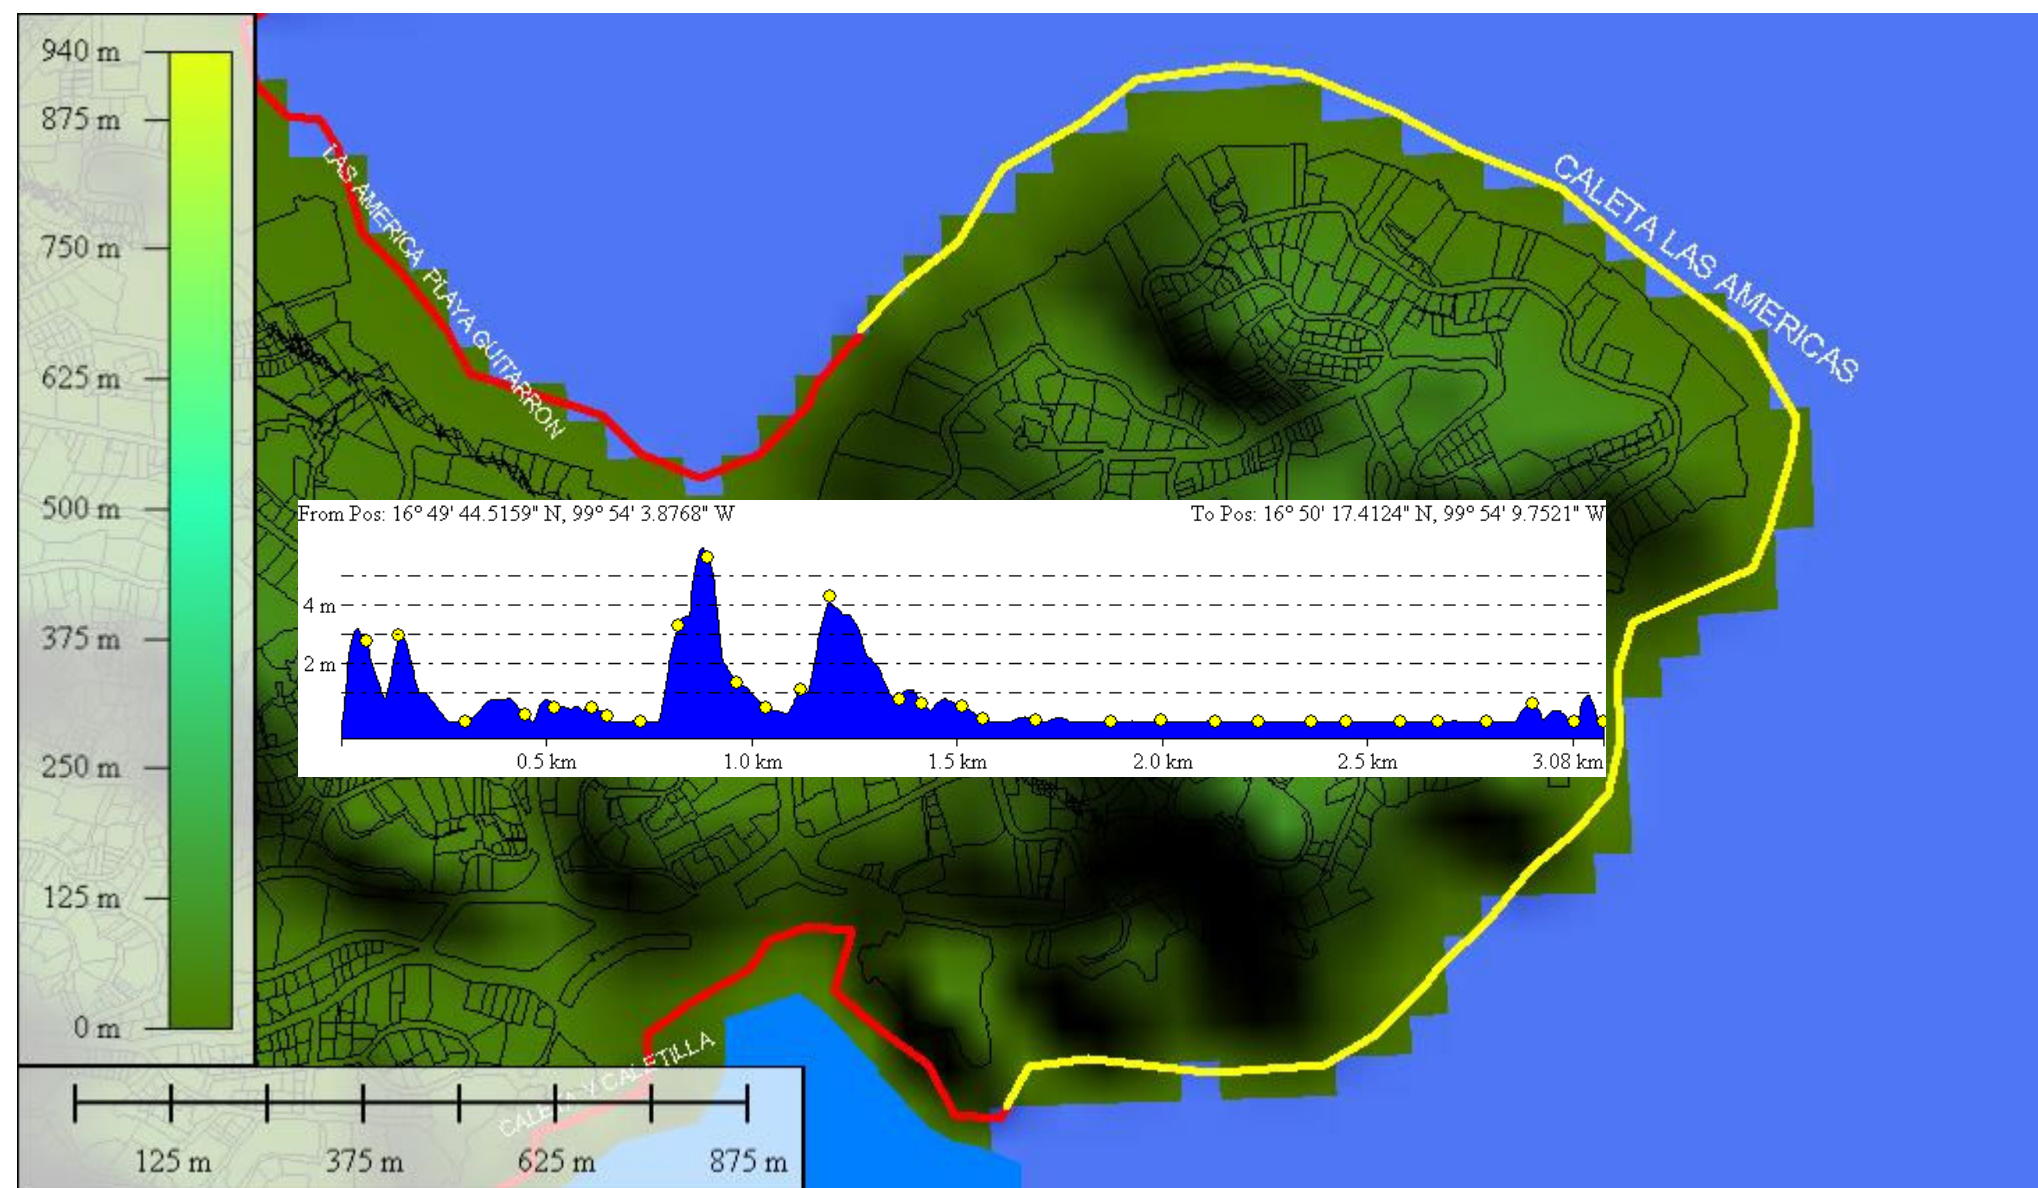 940 m
875 m
750 m
625 m
500 m
375 m
250 m
125 m
0 m
LAS AMERICA PLAYA GUITARRON
CALETA LAS AMERICAS
From Pos: 16° 49' 44.5159" N, 99° 54' 3.8768" W
To Pos: 16° 50' 17.4124" N, 99° 54' 9.7521" W
4 m
2 m
0.5 km
1.0 km
1.5 km
2.0 km
2.5 km
3.08 km
CALETA Y CALETILLA
125 m
375 m
625 m
875 m